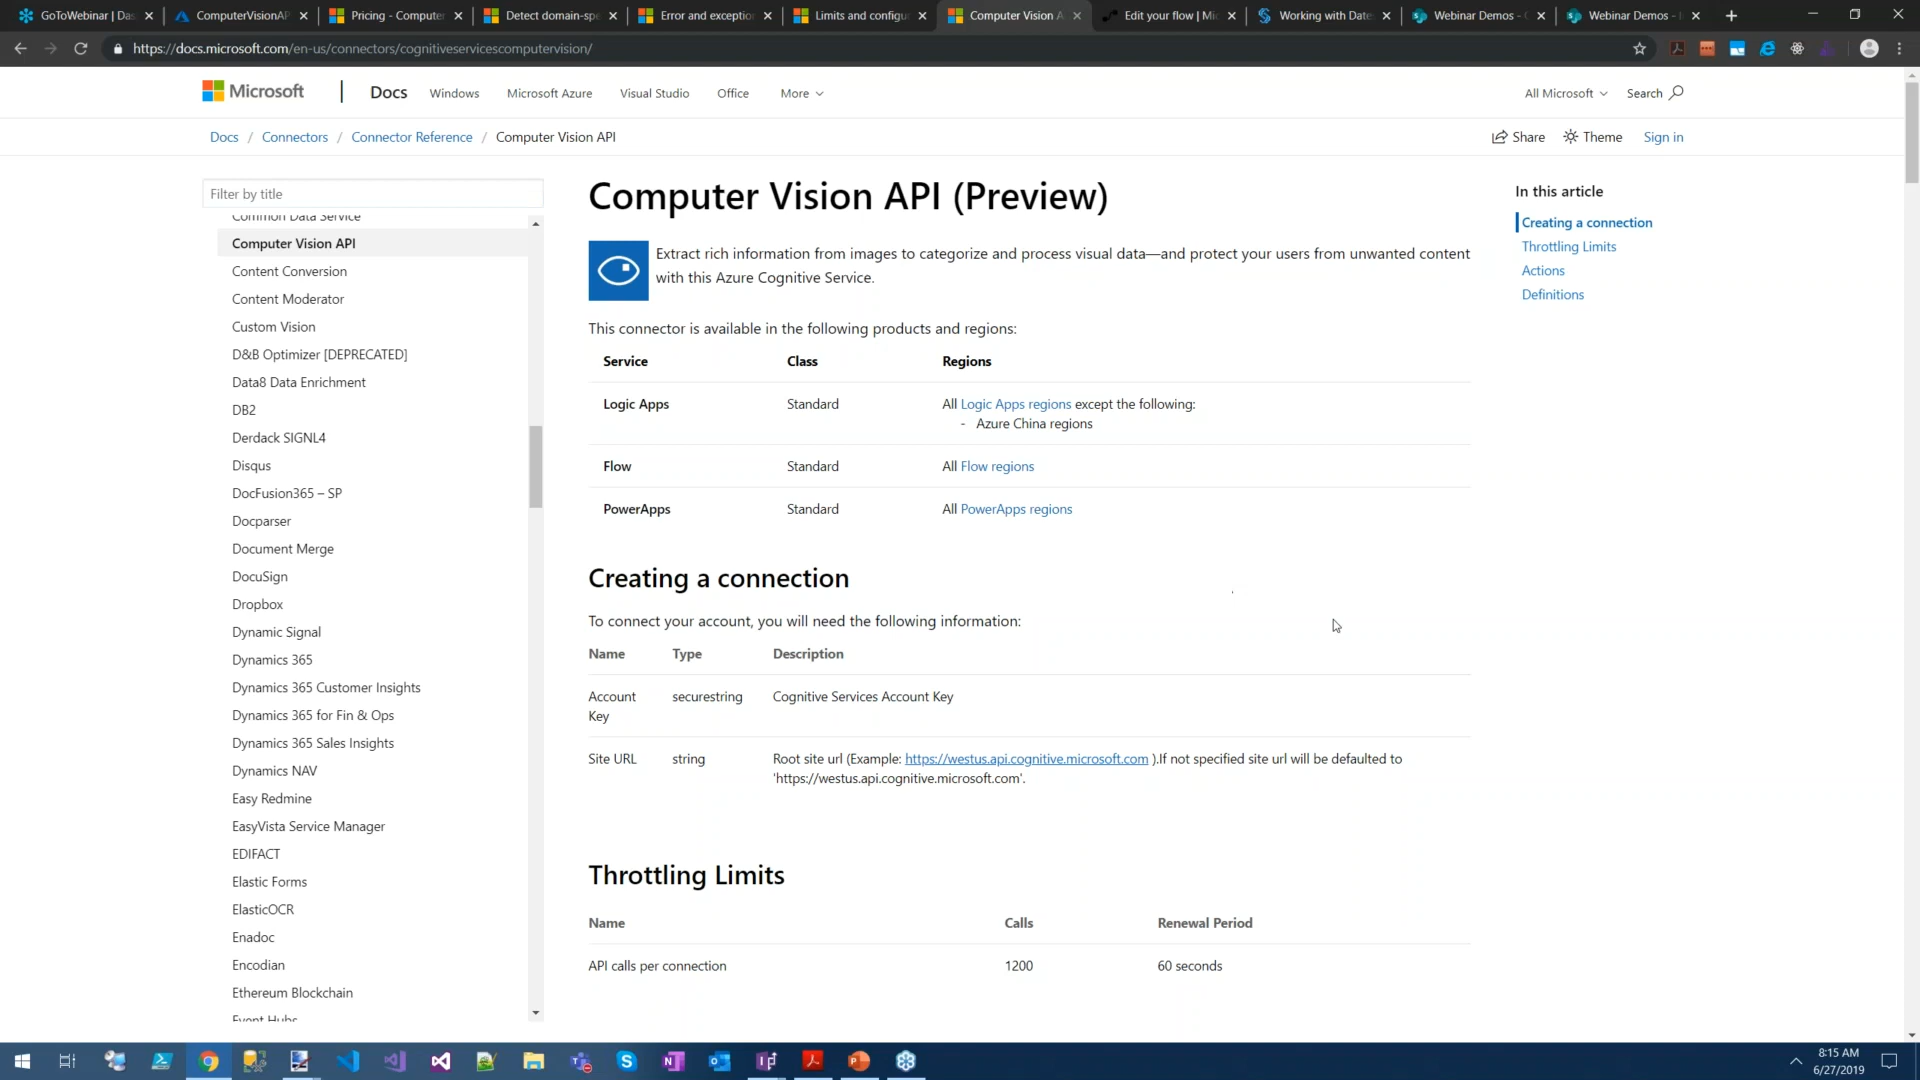 GoToWebinar | Das
ComputerVisionAPI
Pricing - Computer
Detect domain-spe
Error and exception
Limits and configur
Computer Vision A
Edit your flow | Mic
Working with Date
Webinar Demos -
Webinar Demos -
https://docs.microsoft.com/en-us/connectors/cognitiveservicescomputervision/
Microsoft
Docs
Windows
Microsoft Azure
Visual Studio
Office
More
All Microsoft
Search
Docs / Connectors / Connector Reference / Computer Vision API
Share
Theme
Sign in
Filter by title
Common Data Service
Computer Vision API
Content Conversion
Content Moderator
Custom Vision
D&B Optimizer [DEPRECATED]
Data8 Data Enrichment
DB2
Derdack SIGNL4
Disqus
DocFusion365 – SP
Docparser
Document Merge
DocuSign
Dropbox
Dynamic Signal
Dynamics 365
Dynamics 365 Customer Insights
Dynamics 365 for Fin & Ops
Dynamics 365 Sales Insights
Dynamics NAV
Easy Redmine
EasyVista Service Manager
EDIFACT
Elastic Forms
ElasticOCR
Enadoc
Encodian
Ethereum Blockchain
Event Hubs
Computer Vision API (Preview)
Extract rich information from images to categorize and process visual data—and protect your users from unwanted content
with this Azure Cognitive Service.
This connector is available in the following products and regions:
Service Class Regions
Logic Apps Standard All Logic Apps regions except the following:
- Azure China regions
Flow Standard All Flow regions
PowerApps Standard All PowerApps regions
Creating a connection
To connect your account, you will need the following information:
Name Type Description
Account securestring Cognitive Services Account Key
Key
Site URL string Root site url (Example: https://westus.api.cognitive.microsoft.com ).If not specified site url will be defaulted to
'https://westus.api.cognitive.microsoft.com'.
Throttling Limits
Name Calls Renewal Period
API calls per connection 1200 60 seconds
In this article
Creating a connection
Throttling Limits
Actions
Definitions
8:15 AM
6/27/2019